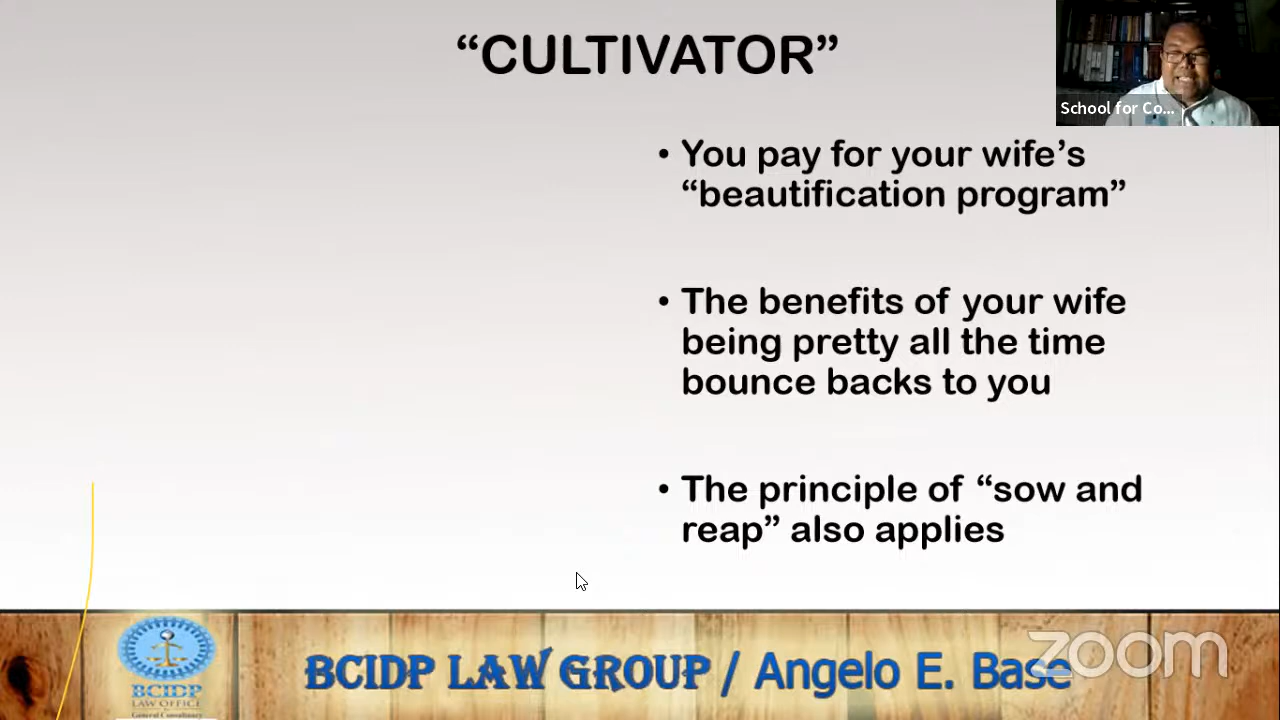 “CULTIVATOR”
School for Co...
• You pay for your wife’s
“beautification program”
• The benefits of your wife
being pretty all the time
bounce backs to you
• The principle of “sow and
reap” also applies
BCIDP
LAW OFFICE
General Consultancy
BCIDP LAW GROUP / Angelo E. Base
zoom